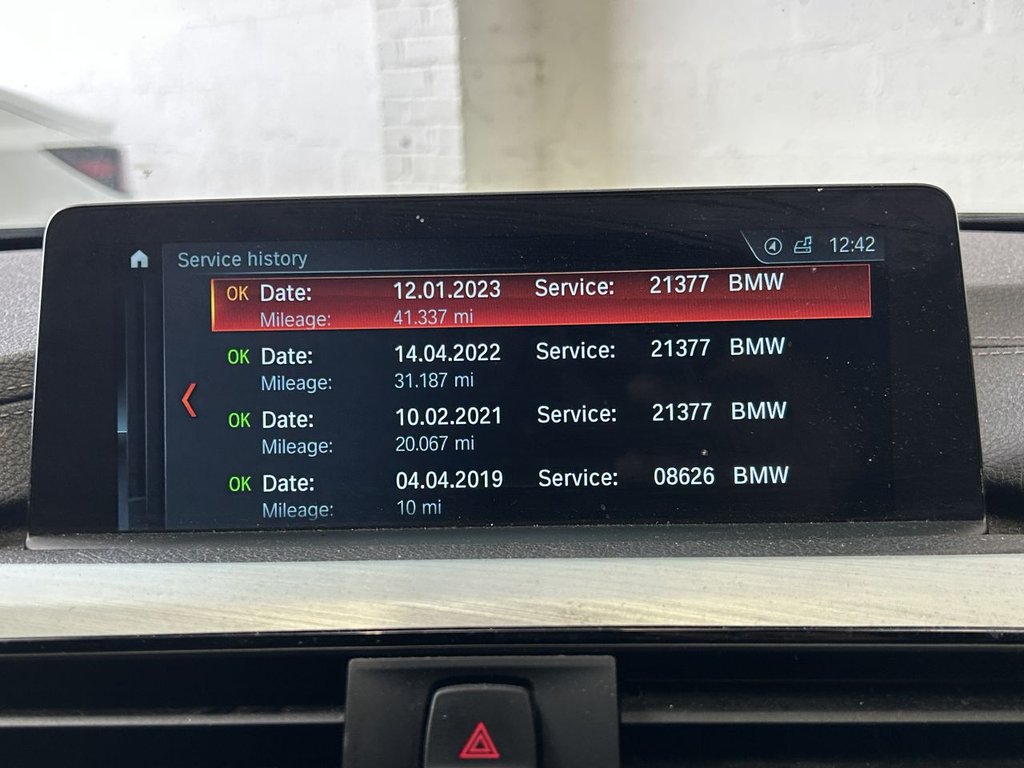 Service history 12:42
OK Date: 12.01.2023 Service: 21377 BMW
Mileage: 41.337 mi
OK Date: 14.04.2022 Service: 21377 BMW
Mileage: 31.187 mi
OK Date: 10.02.2021 Service: 21377 BMW
Mileage: 20.067 mi
OK Date: 04.04.2019 Service: 08626 BMW
Mileage: 10 mi